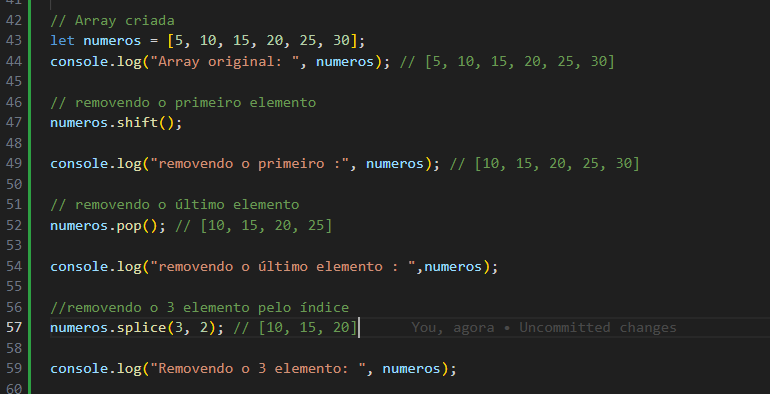 41
42 // Array criada
43 let numeros = [5, 10, 15, 20, 25, 30];
44 console.log("Array original: ", numeros); // [5, 10, 15, 20, 25, 30]
45
46 // removendo o primeiro elemento
47 numeros.shift();
48
49 console.log("removendo o primeiro :", numeros); // [10, 15, 20, 25, 30]
50
51 // removendo o último elemento
52 numeros.pop(); // [10, 15, 20, 25]
53
54 console.log("removendo o último elemento : ",numeros);
55
56 //removendo o 3 elemento pelo índice
57 numeros.splice(3, 2); // [10, 15, 20] You, agora • Uncommitted changes
58
59 console.log("Removendo o 3 elemento: ", numeros);
60